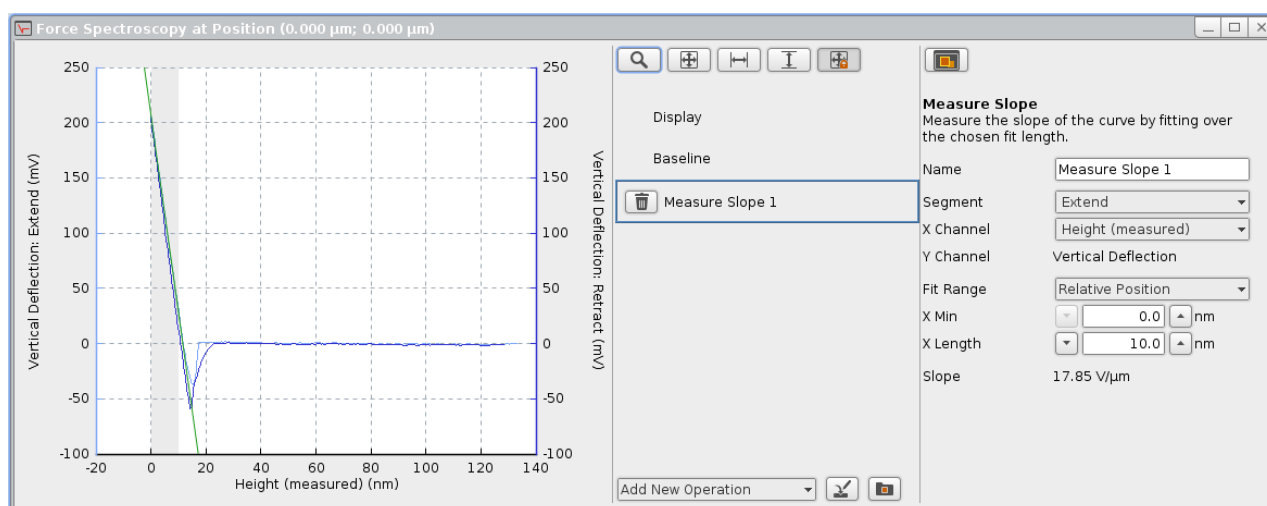 Force Spectroscopy at Position (0.000 µm; 0.000 µm)
Vertical Deflection: Extend (mV)
250
200
150
100
50
0
-50
-100
-20
0
20
40
60
80
100
120
140
Height (measured) (nm)
250
200
150
100
50
0
-50
-100
Vertical Deflection: Retract (mV)
Display
Baseline
Measure Slope 1
Add New Operation
Measure Slope
Measure the slope of the curve by fitting over
the chosen fit length.
Name Measure Slope 1
Segment Extend
X Channel Height (measured)
Y Channel Vertical Deflection
Fit Range Relative Position
X Min 0.0 nm
X Length 10.0 nm
Slope 17.85 V/µm